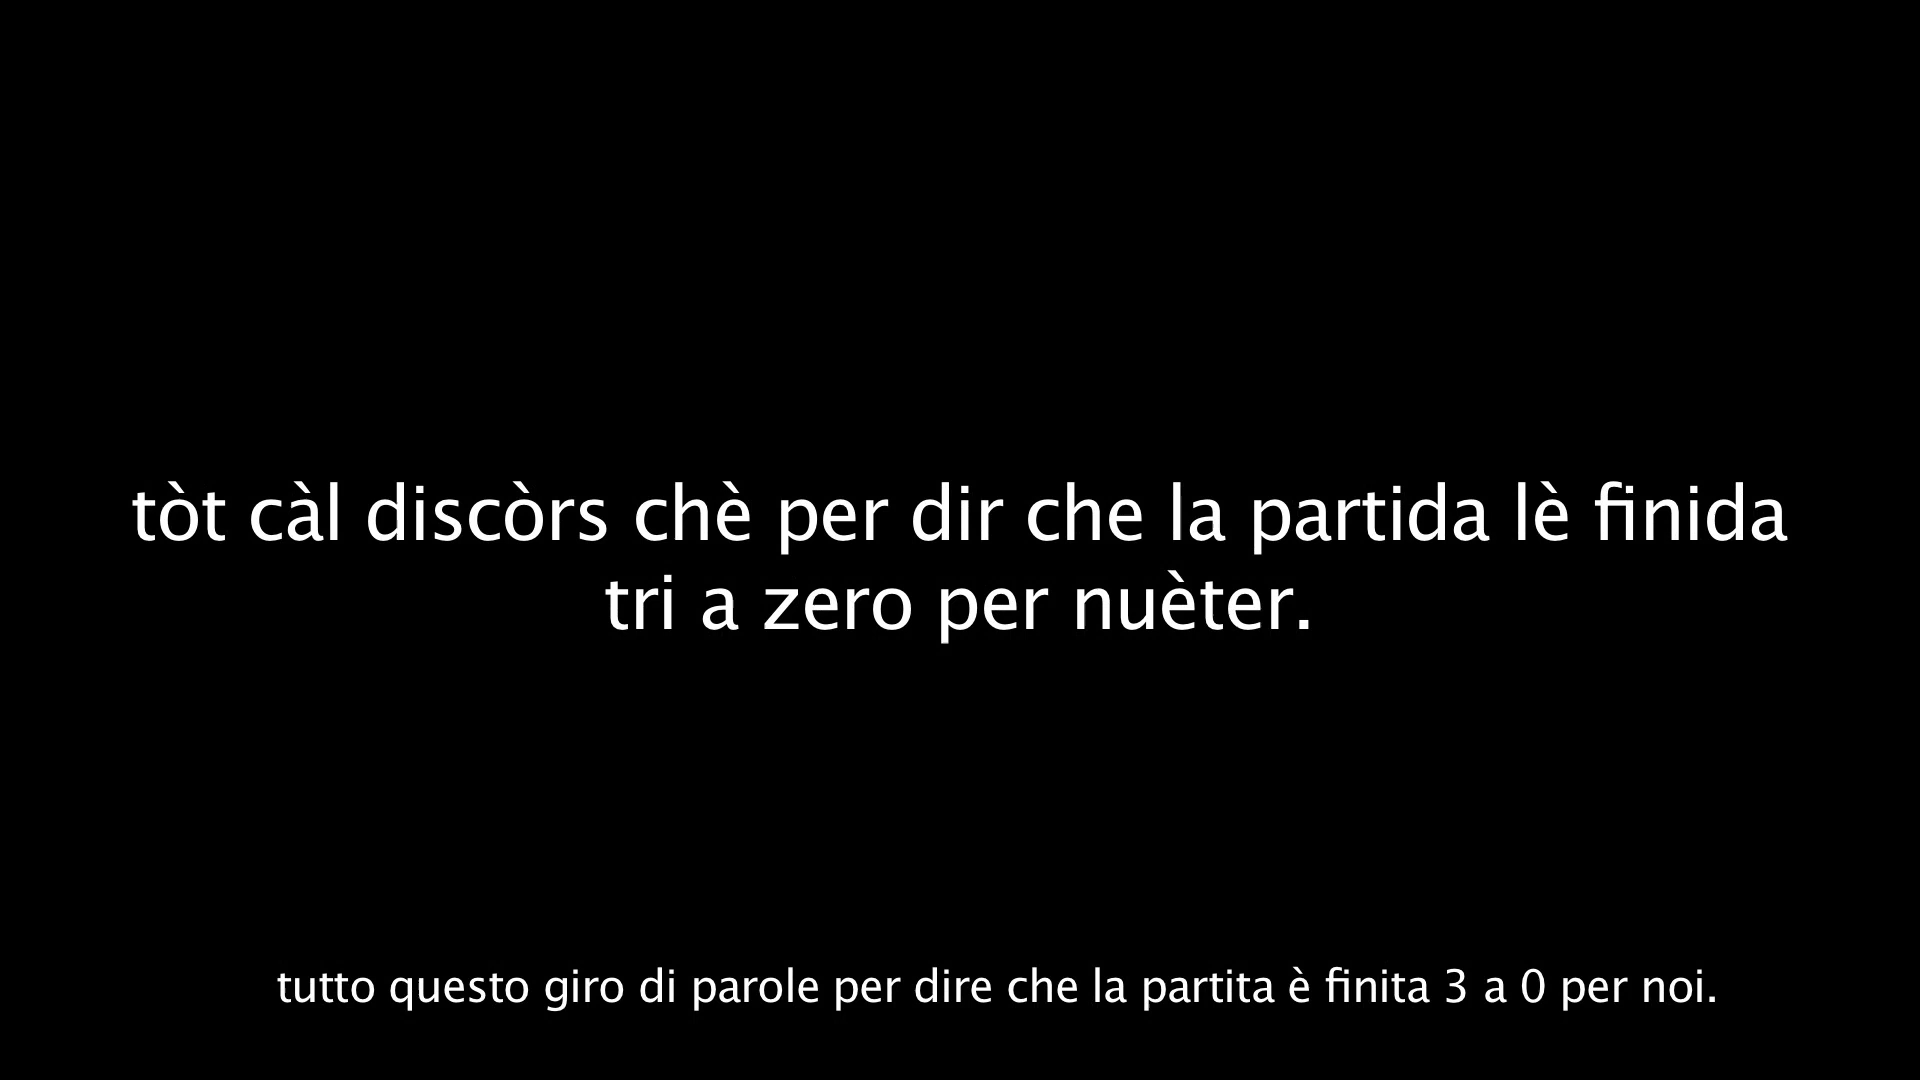 tòt càl discòrs chè per dir che la partida lè finida
tri a zero per nuèter.
tutto questo giro di parole per dire che la partita è finita 3 a 0 per noi.